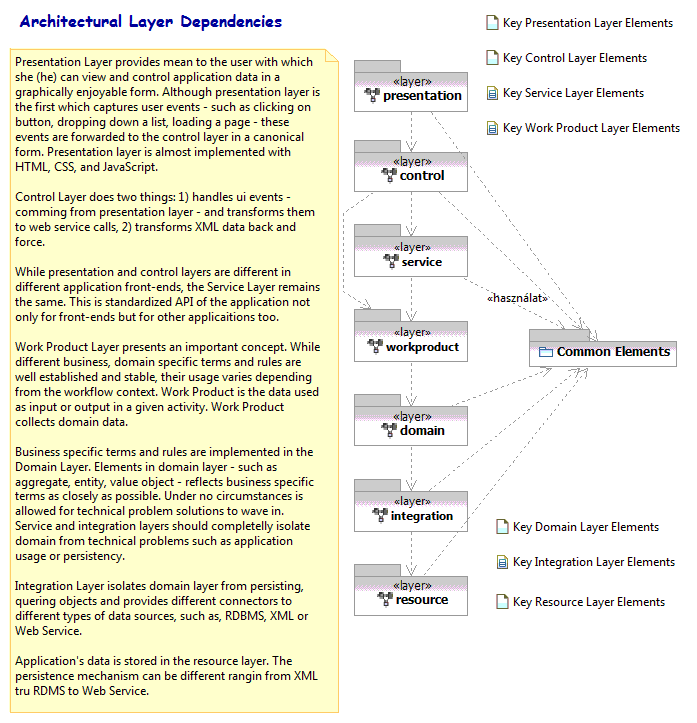 Architectural Layer Dependencies
Presentation Layer provides mean to the user with which
she (he) can view and control application data in a
graphically enjoyable form. Although presentation layer is
the first which captures user events - such as clicking on
button, dropping down a list, loading a page - these
events are forwarded to the control layer in a canonical
form. Presentation layer is almost implemented with
HTML, CSS, and JavaScript.
Control Layer does two things: 1) handles ui events -
comming from presentation layer - and transforms them
to web service calls, 2) transforms XML data back and
force.
While presentation and control layers are different in
different application front-ends, the Service Layer remains
the same. This is standardized API of the application not
only for front-ends but for other applicaitions too.
Work Product Layer presents an important concept. While
different business, domain specific terms and rules are
well established and stable, their usage varies depending
from the workflow context. Work Product is the data used
as input or output in a given activity. Work Product
collects domain data.
Business specific terms and rules are implemented in the
Domain Layer. Elements in domain layer - such as
aggregate, entity, value object - reflects business specific
terms as closely as possible. Under no circumstances is
allowed for technical problem solutions to wave in.
Service and integration layers should completelly isolate
domain from technical problems such as application
usage or persistency.
Integration Layer isolates domain layer from persisting,
quering objects and provides different connectors to
different types of data sources, such as, RDBMS, XML or
Web Service.
Application's data is stored in the resource layer. The
persistence mechanism can be different rangin from XML
tru RDMS to Web Service.
«layer»
presentation
«layer»
control
«layer»
service
«layer»
workproduct
«layer»
domain
«layer»
integration
«layer»
resource
«használat»
Common Elements
Key Presentation Layer Elements
Key Control Layer Elements
Key Service Layer Elements
Key Work Product Layer Elements
Key Domain Layer Elements
Key Integration Layer Elements
Key Resource Layer Elements